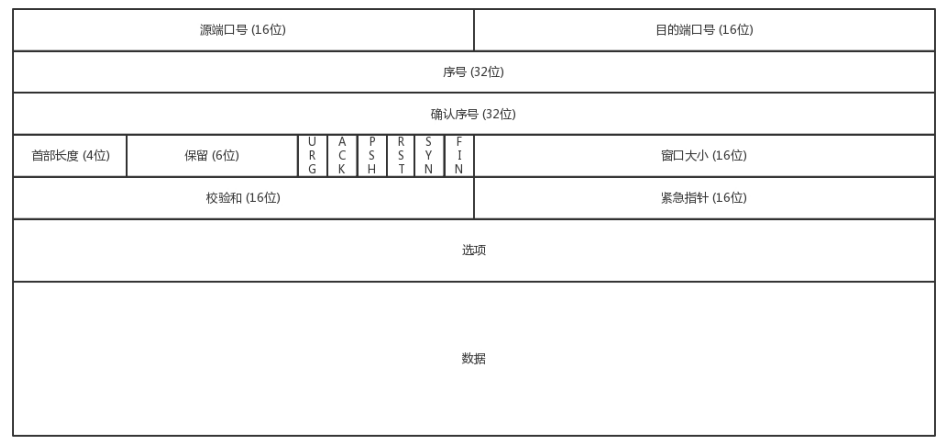 源端口号 (16位)
目的端口号 (16位)
序号 (32位)
确认序号 (32位)
首部长度 (4位)
保留 (6位)
URG
ACK
PSH
RST
SYN
FIN
窗口大小 (16位)
校验和 (16位)
紧急指针 (16位)
选项
数据